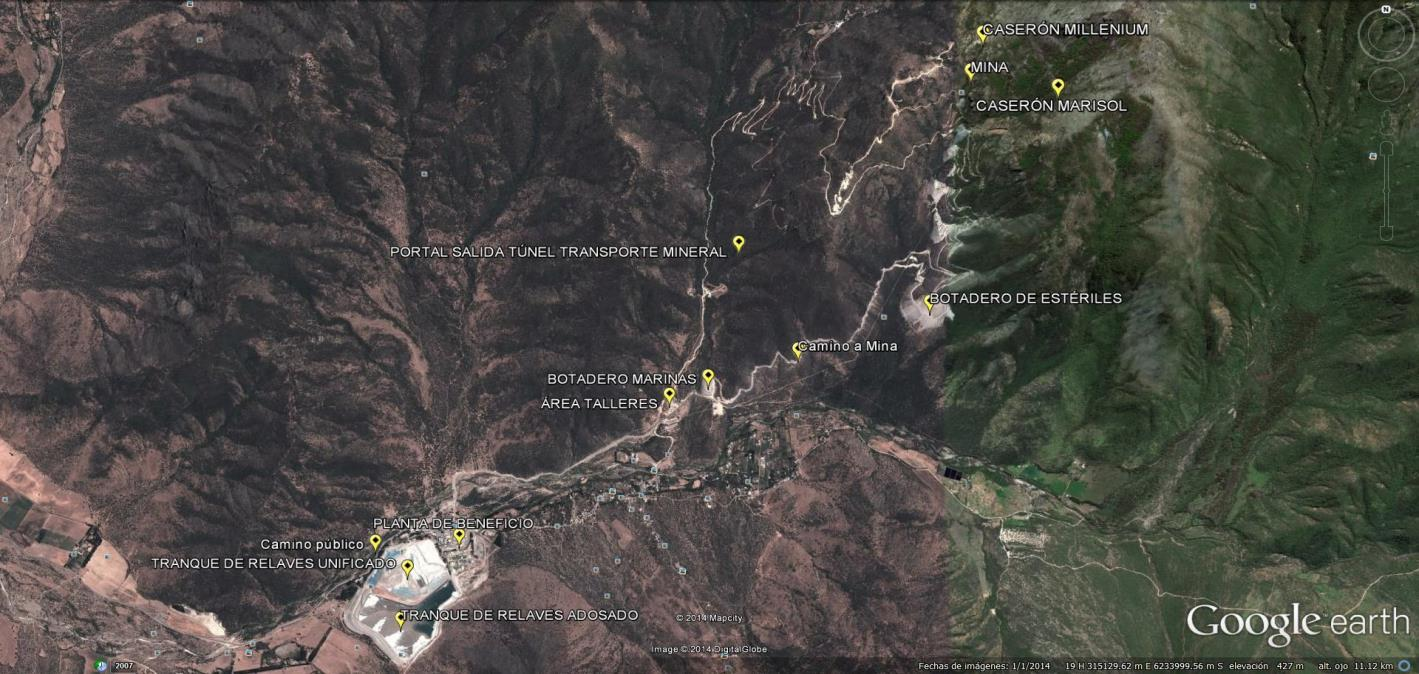 N
CASERÓN MILLENIUM
MINA
CASERÓN MARISOL
PORTAL SALIDA TÚNEL TRANSPORTE MINERAL
BOTADERO DE ESTÉRILES
Camino a Mina
BOTADERO MARINAS
ÁREA TALLERES
PLANTA DE BENEFICIO
Camino público
TRANQUE DE RELAVES UNIFICADO
TRANQUE DE RELAVES ADOSADO
© 2014 Mapcity
Google earth
Image © 2014 DigitalGlobe
2007
Fechas de imágenes: 1/1/2014 19 H 315129.62 m E 6233999.56 m S elevación 427 m alt. ojo 11.12 km